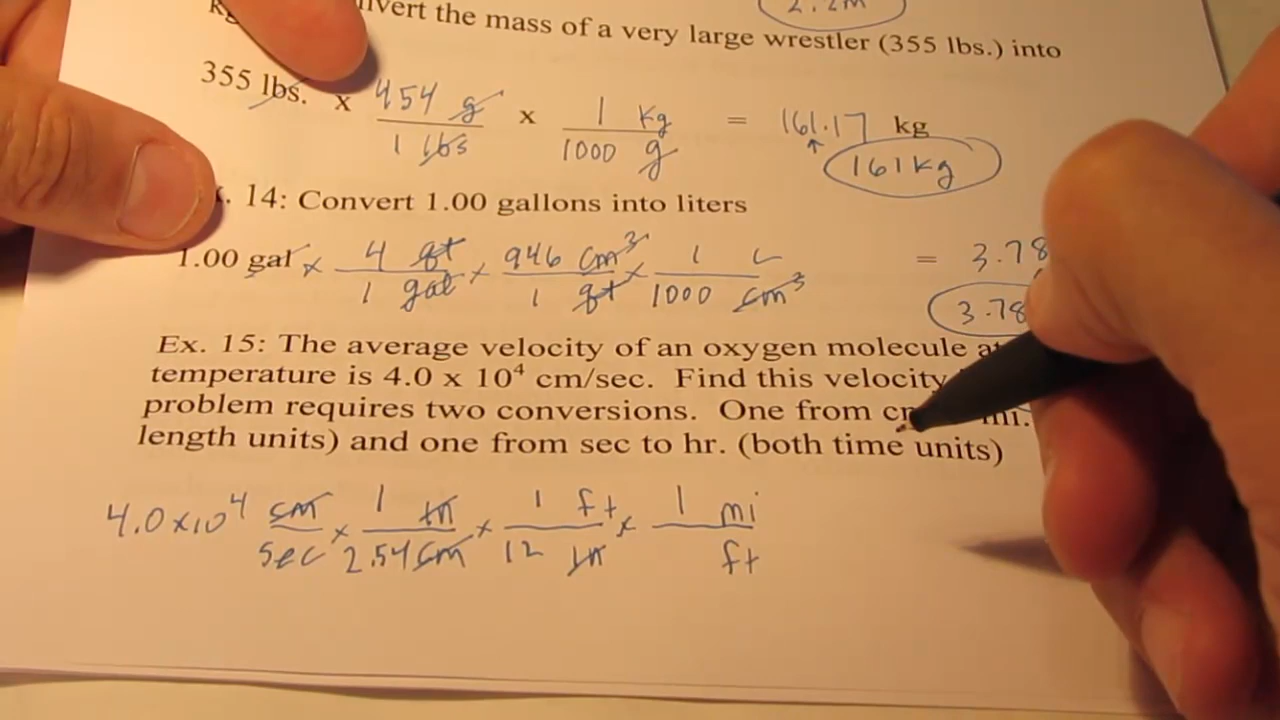 2.2m
the mass of a very large wrestler (355 lbs.) into
355 lbs. x 454 g / 1 lbs x 1 kg / 1000 g = 161.17 kg
161kg
14: Convert 1.00 gallons into liters
1.00 gal x 4 qt / 1 gal x 946 cm³ / 1 qt x 1 L / 1000 cm³ = 3.78
3.78
Ex. 15: The average velocity of an oxygen molecule at
temperature is 4.0 x 10⁴ cm/sec. Find this velocity
problem requires two conversions. One from cm mi.
length units) and one from sec to hr. (both time units)
4.0x10⁴ cm / sec x 1 in / 2.54 cm x 1 ft / 12 in x 1 mi / ft